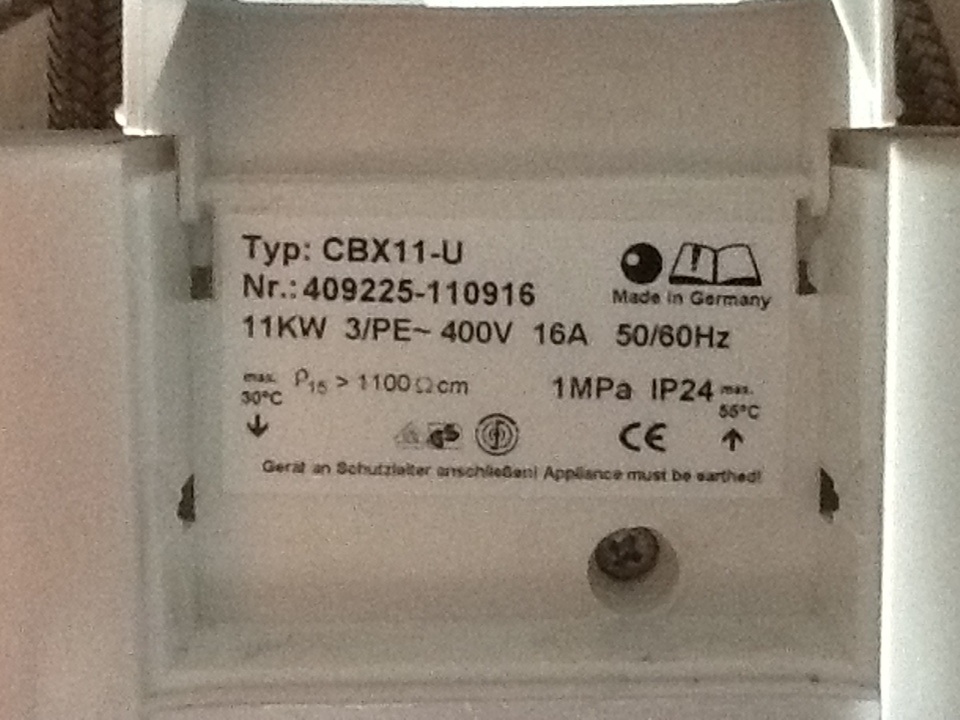 Typ: CBX11-U
Nr.: 409225-110916
Made in Germany
11KW 3/PE~ 400V 16A 50/60Hz
max. 30°C
ρ15 > 1100 Ωcm
1MPa IP24
max. 55°C
CE
Gerät an Schutzleiter anschließen! Appliance must be earthed!